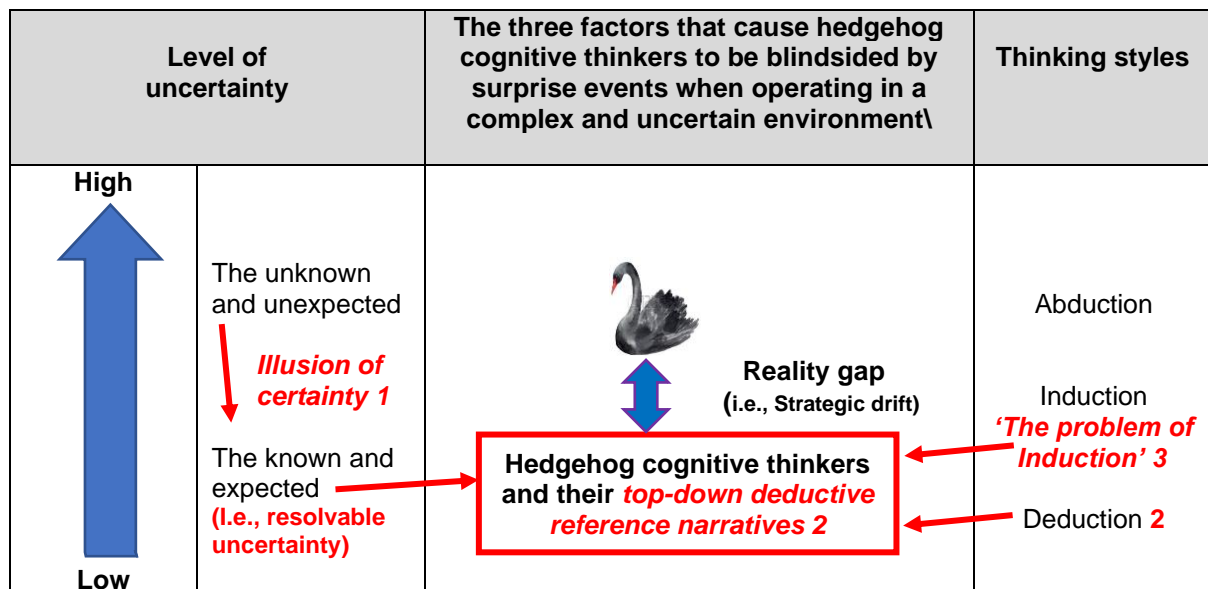 Level of
uncertainty
The three factors that cause hedgehog
cognitive thinkers to be blindsided by
surprise events when operating in a
complex and uncertain environment\
Thinking styles
High
The unknown
and unexpected
Illusion of
certainty 1
The known and
expected
(I.e., resolvable
uncertainty)
Low
Reality gap
(i.e., Strategic drift)
Hedgehog cognitive thinkers
and their top-down deductive
reference narratives 2
Abduction
Induction
‘The problem of
Induction’ 3
Deduction 2